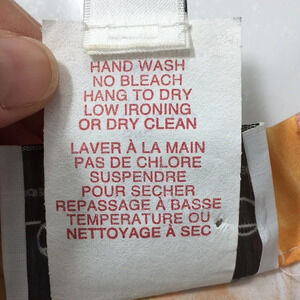 HAND WASH
NO BLEACH
HANG TO DRY
LOW IRONING
OR DRY CLEAN
LAVER À LA MAIN
PAS DE CHLORE
SUSPENDRE
POUR SECHER
REPASSAGE À BASSE
TEMPERATURE OU
NETTOYAGE À SEC